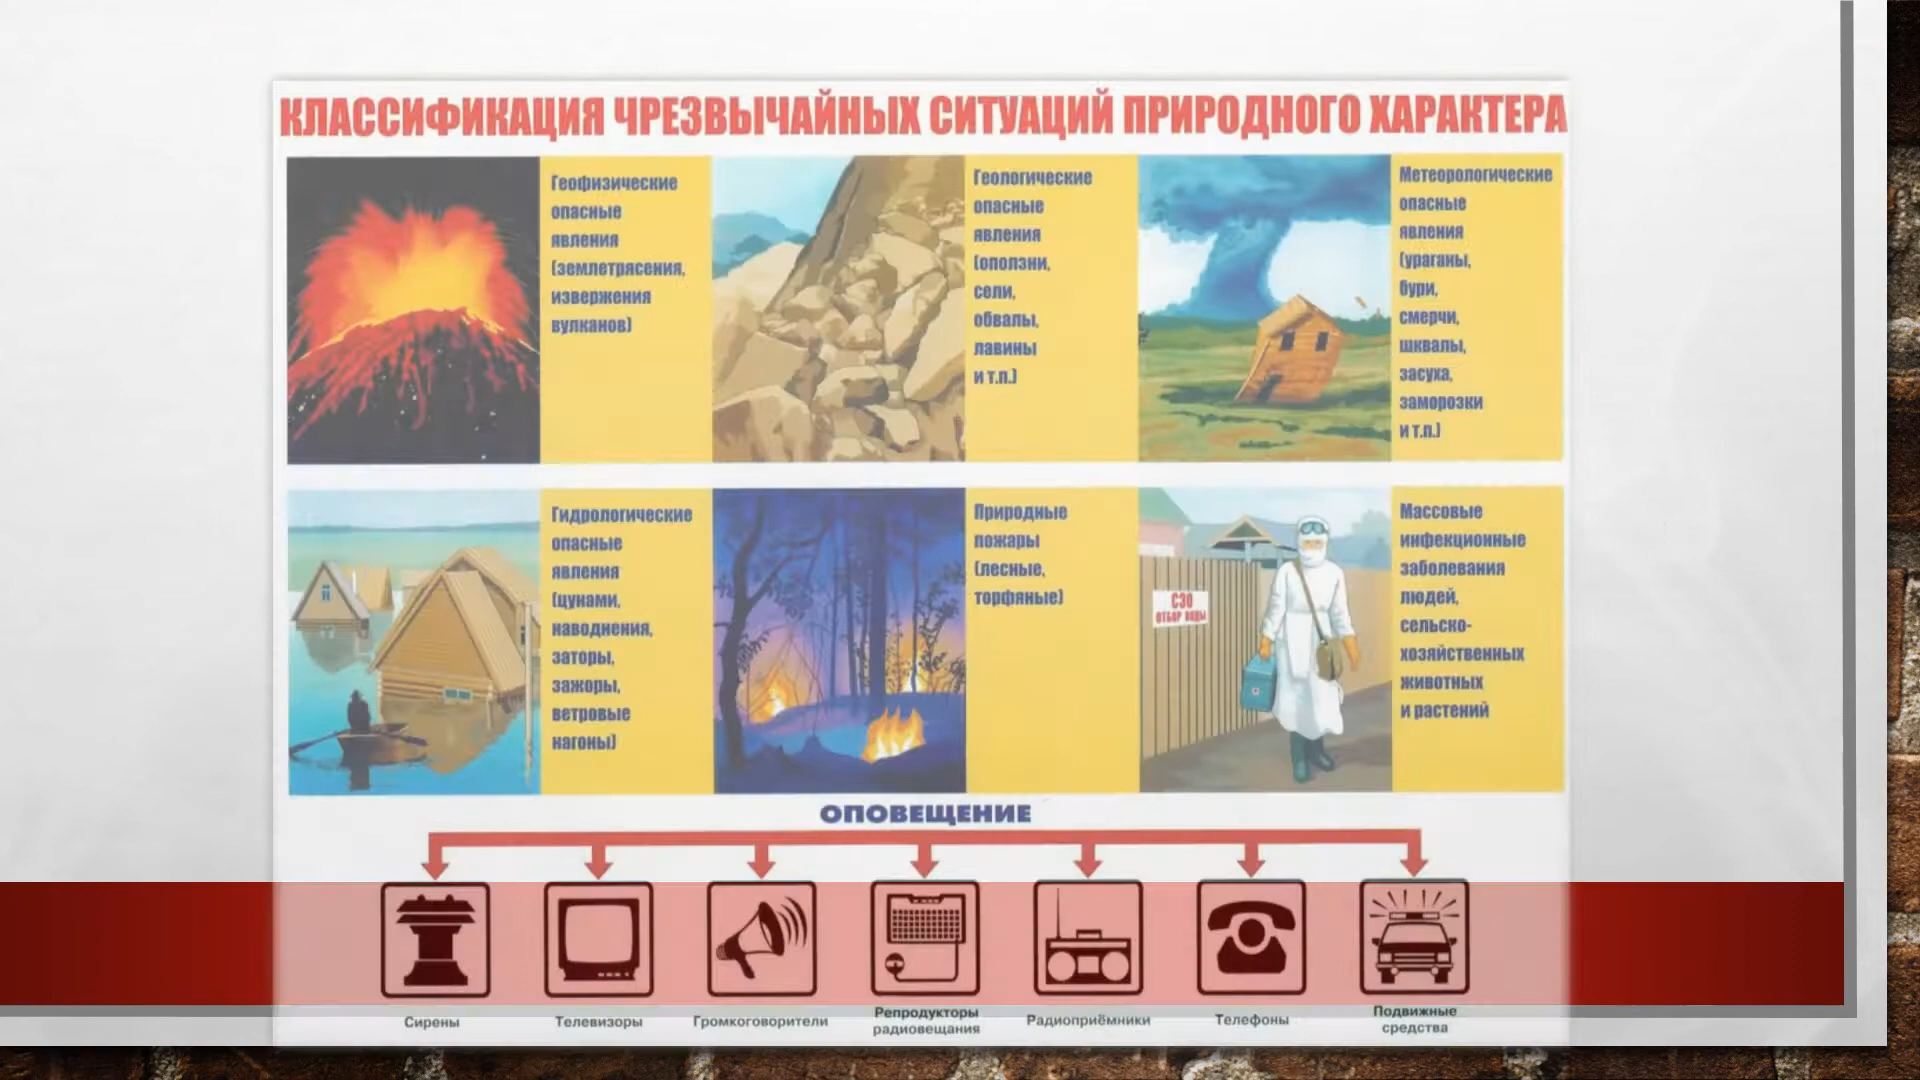 КЛАССИФИКАЦИЯ ЧРЕЗВЫЧАЙНЫХ СИТУАЦИЙ ПРИРОДНОГО ХАРАКТЕРА
Геофизические
опасные
явления
(землетрясения,
извержения
вулканов)
Геологические
опасные
явления
(оползни,
сели,
обвалы,
лавины
и т.п.)
Метеорологические
опасные
явления
(ураганы,
бури,
смерчи,
шквалы,
засуха,
заморозки
и т.п.)
Гидрологические
опасные
явления
(цунами,
наводнения,
заторы,
зажоры,
ветровые
нагоны)
Природные
пожары
(лесные,
торфяные)
СЭО
ОТБОР ВОДЫ
Массовые
инфекционные
заболевания
людей,
сельско-
хозяйственных
животных
и растений
ОПОВЕЩЕНИЕ
Сирены
Телевизоры
Громкоговорители
Репродукторы
радиовещания
Радиоприёмники
Телефоны
Подвижные
средства